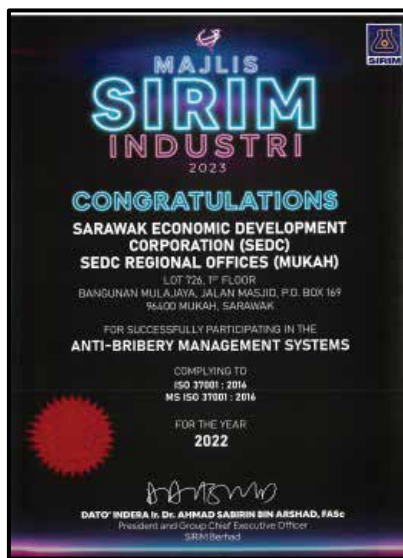 MAJLIS
SIRIM
SIRIM
INDUSTRI
2023
CONGRATULATIONS
SARAWAK ECONOMIC DEVELOPMENT
CORPORATION (SEDC)
SEDC REGIONAL OFFICES (MUKAH)
LOT 726, 1ST FLOOR
BANGUNAN MULAJAYA, JALAN MASJID, P.O. BOX 169
96400 MUKAH, SARAWAK
FOR SUCCESSFULLY PARTICIPATING IN THE
ANTI-BRIBERY MANAGEMENT SYSTEMS
COMPLYING TO
ISO 37001 : 2016
MS ISO 37001 : 2016
FOR THE YEAR
2022
DATO' INDERA Ir. Dr. AHMAD SABIRIN BIN ARSHAD, FASc
President and Group Chief Executive Officer
SIRIM Berhad